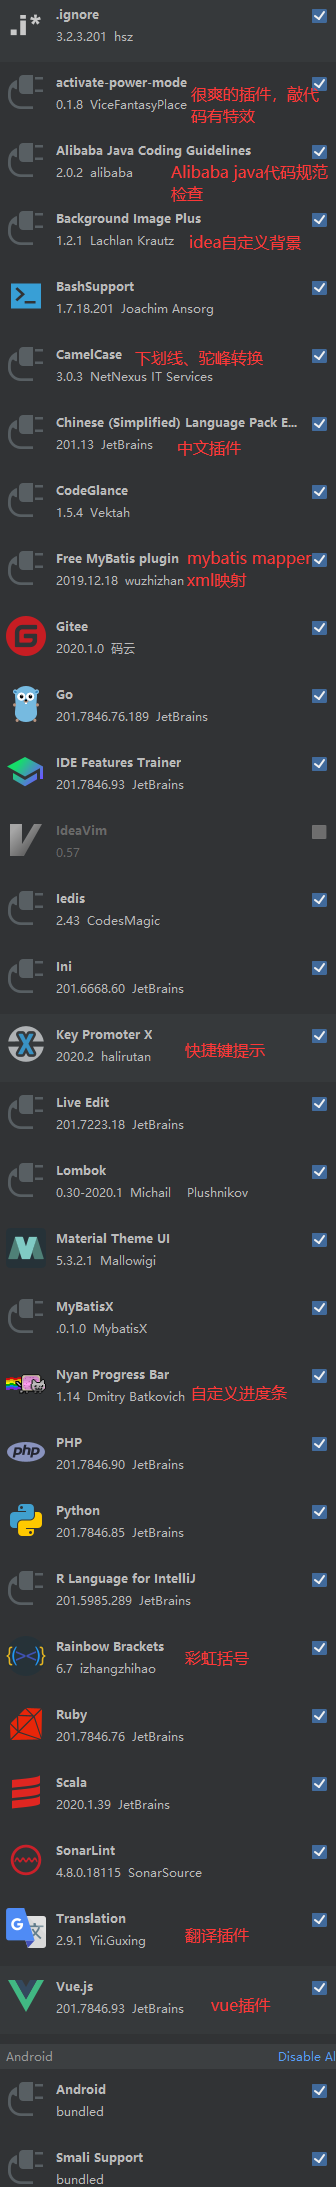 .ignore
3.2.3.201 hsz
activate-power-mode
0.1.8 ViceFantasyPlace
很爽的插件，敲代
码有特效
Alibaba Java Coding Guidelines
2.0.2 alibaba
Alibaba java代码规范
检查
Background Image Plus
1.2.1 Lachlan Krautz
idea自定义背景
BashSupport
1.7.18.201 Joachim Ansorg
CamelCase
下划线、驼峰转换
3.0.3 NetNexus IT Services
Chinese (Simplified) Language Pack E...
201.13 JetBrains
中文插件
CodeGlance
1.5.4 Vektah
Free MyBatis plugin
mybatis mapper
2019.12.18 wuzhizhan
xml映射
Gitee
2020.1.0 码云
Go
201.7846.76.189 JetBrains
IDE Features Trainer
201.7846.93 JetBrains
IdeaVim
0.57
Iedis
2.43 CodesMagic
Ini
201.6668.60 JetBrains
Key Promoter X
2020.2 halirutan
快捷键提示
Live Edit
201.7223.18 JetBrains
Lombok
0.30-2020.1 Michail Plushnikov
Material Theme UI
5.3.2.1 Mallowigi
MyBatisX
.0.1.0 MybatisX
Nyan Progress Bar
1.14 Dmitry Batkovich
自定义进度条
php
PHP
201.7846.90 JetBrains
Python
201.7846.85 JetBrains
R Language for IntelliJ
201.5985.289 JetBrains
Rainbow Brackets
6.7 izhangzhihao
彩虹括号
Ruby
201.7846.76 JetBrains
Scala
2020.1.39 JetBrains
SonarLint
4.8.0.18115 SonarSource
Translation
2.9.1 Yii.Guxing
翻译插件
Vue.js
201.7846.93 JetBrains
vue插件
Android
Disable Al
Android
bundled
Smali Support
bundled